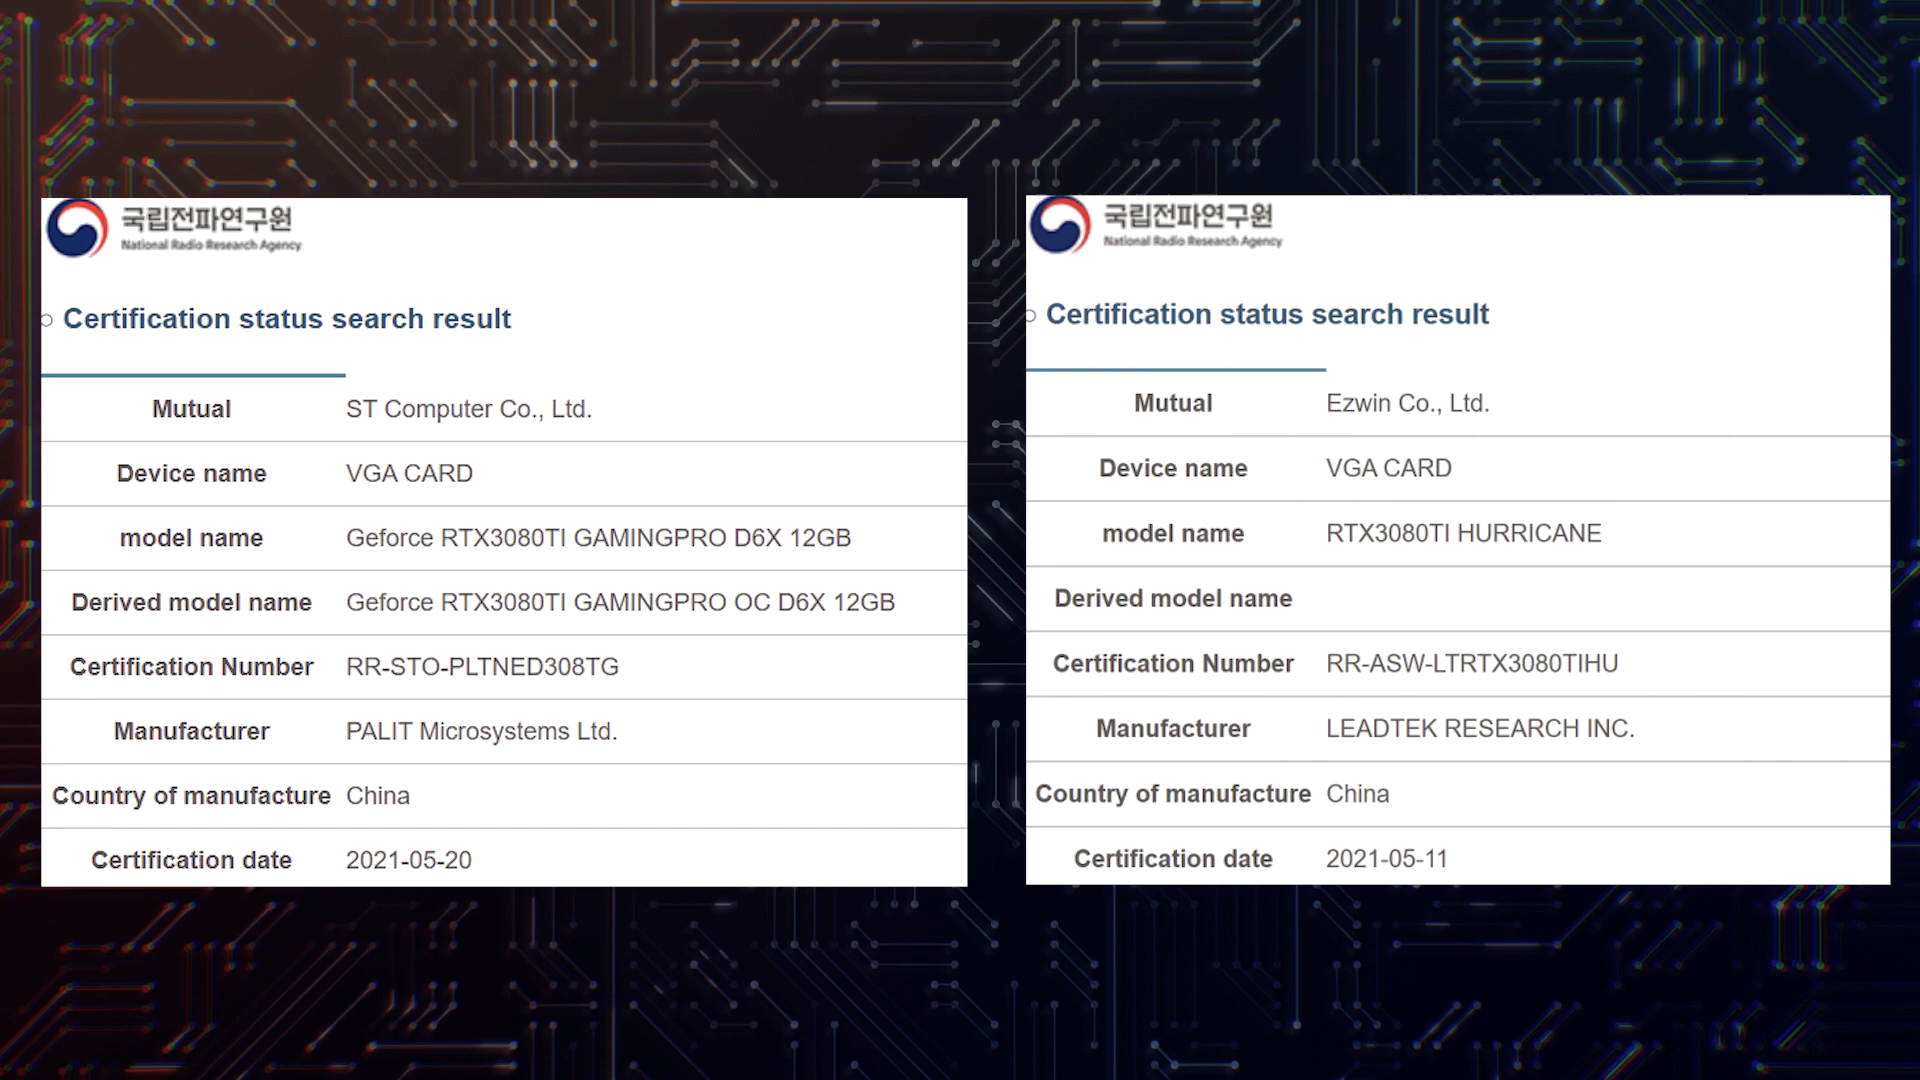 국립전파연구원
National Radio Research Agency
Certification status search result
Mutual ST Computer Co., Ltd.
Device name VGA CARD
model name Geforce RTX3080TI GAMINGPRO D6X 12GB
Derived model name Geforce RTX3080TI GAMINGPRO OC D6X 12GB
Certification Number RR-STO-PLTNED308TG
Manufacturer PALIT Microsystems Ltd.
Country of manufacture China
Certification date 2021-05-20
국립전파연구원
National Radio Research Agency
Certification status search result
Mutual Ezwin Co., Ltd.
Device name VGA CARD
model name RTX3080TI HURRICANE
Derived model name
Certification Number RR-ASW-LTRTX3080TIHU
Manufacturer LEADTEK RESEARCH INC.
Country of manufacture China
Certification date 2021-05-11